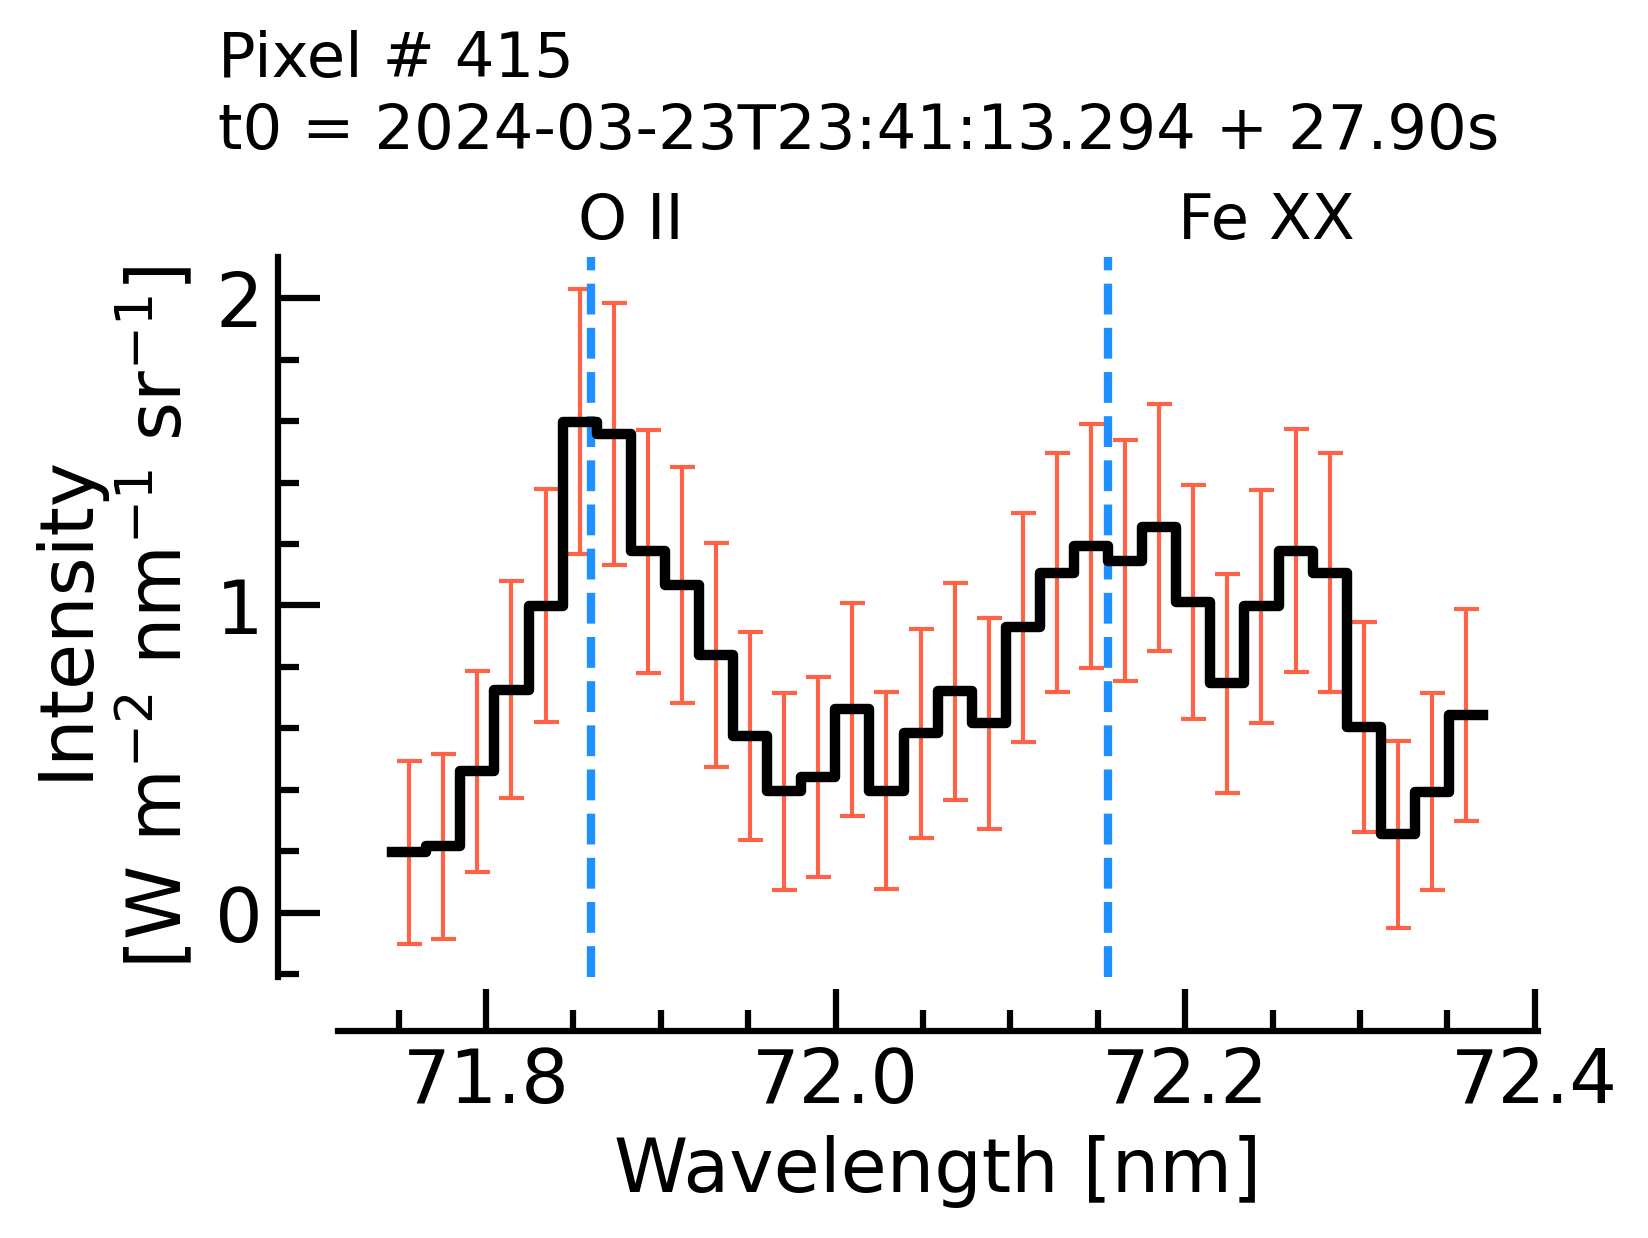 Pixel # 415
t0 = 2024-03-23T23:41:13.294 + 27.90s
O II
Fe XX
Intensity
[W m⁻² nm⁻¹ sr⁻¹]
2
1
0
71.8
72.0
72.2
72.4
Wavelength [nm]